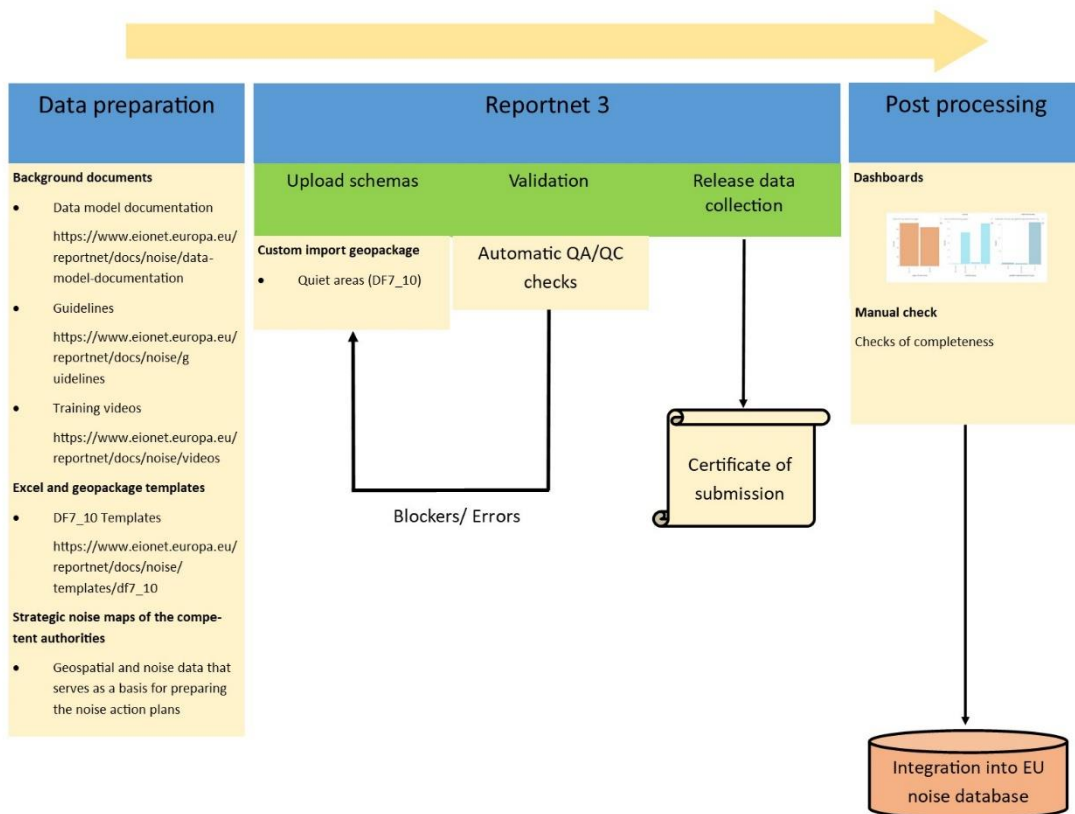 Data preparation
Background documents
• Data model documentation
https://www.eionet.europa.eu/
reportnet/docs/noise/data-
model-documentation
• Guidelines
https://www.eionet.europa.eu/
reportnet/docs/noise/g
uidelines
• Training videos
https://www.eionet.europa.eu/
reportnet/docs/noise/videos
Excel and geopackage templates
• DF7_10 Templates
https://www.eionet.europa.eu/
reportnet/docs/noise/
templates/df7_10
Strategic noise maps of the compe-
tent authorities
• Geospatial and noise data that
serves as a basis for preparing
the noise action plans
Reportnet 3
Upload schemas
Custom import geopackage
• Quiet areas (DF7_10)
Validation
Automatic QA/QC
checks
Blockers/ Errors
Release data
collection
Certificate of
submission
Post processing
Dashboards
Manual check
Checks of completeness
Integration into EU
noise database